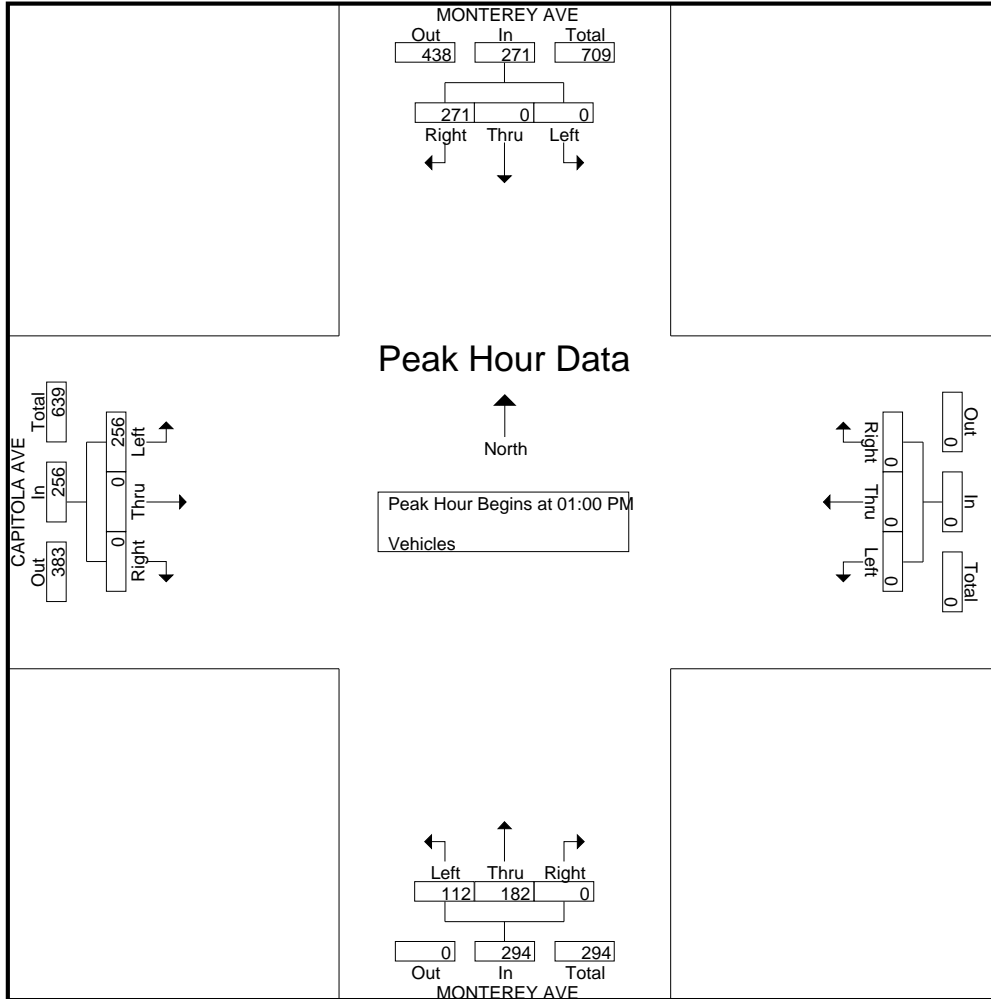 MONTEREY AVE
Out In Total
438 271 709
271 0 0
Right Thru Left
Peak Hour Data
North
Peak Hour Begins at 01:00 PM
Vehicles
CAPITOLA AVE
Out In Total
383 256 639
Right Thru Left
0 0 256
Out In Total
0 0 0
Right Thru Left
0 0 0
Left Thru Right
112 182 0
0 294 294
Out In Total
MONTEREY AVE